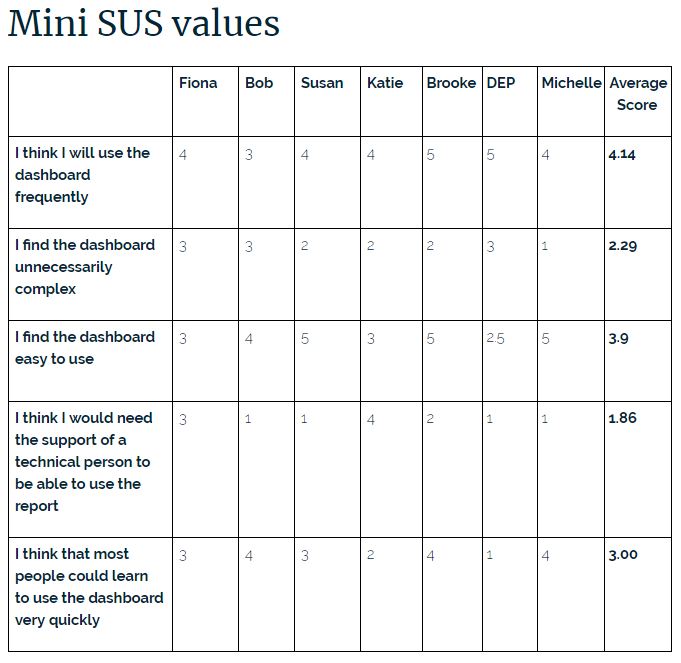 Mini SUS values
Fiona Bob Susan Katie Brooke DEP Michelle Average
Score
I think I will use the 4 3 4 4 5 5 4 4.14
dashboard
frequently
I find the dashboard 3 3 2 2 2 3 1 2.29
unnecessarily
complex
I find the dashboard 3 4 5 3 5 2.5 5 3.9
easy to use
I think I would need 3 1 1 4 2 1 1 1.86
the support of a
technical person to
be able to use the
report
I think that most 3 4 3 2 4 1 4 3.00
people could learn
to use the dashboard
very quickly